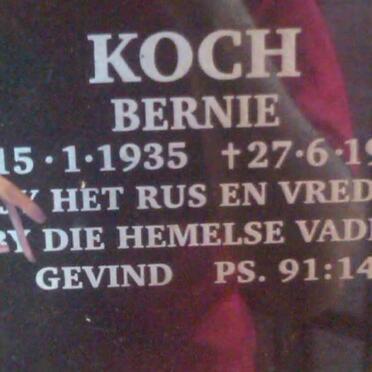 KOCH
BERNIE
15·1·1935 †27·6·19
HET RUS EN VRED
BY DIE HEMELSE VAD
GEVIND PS. 91:14